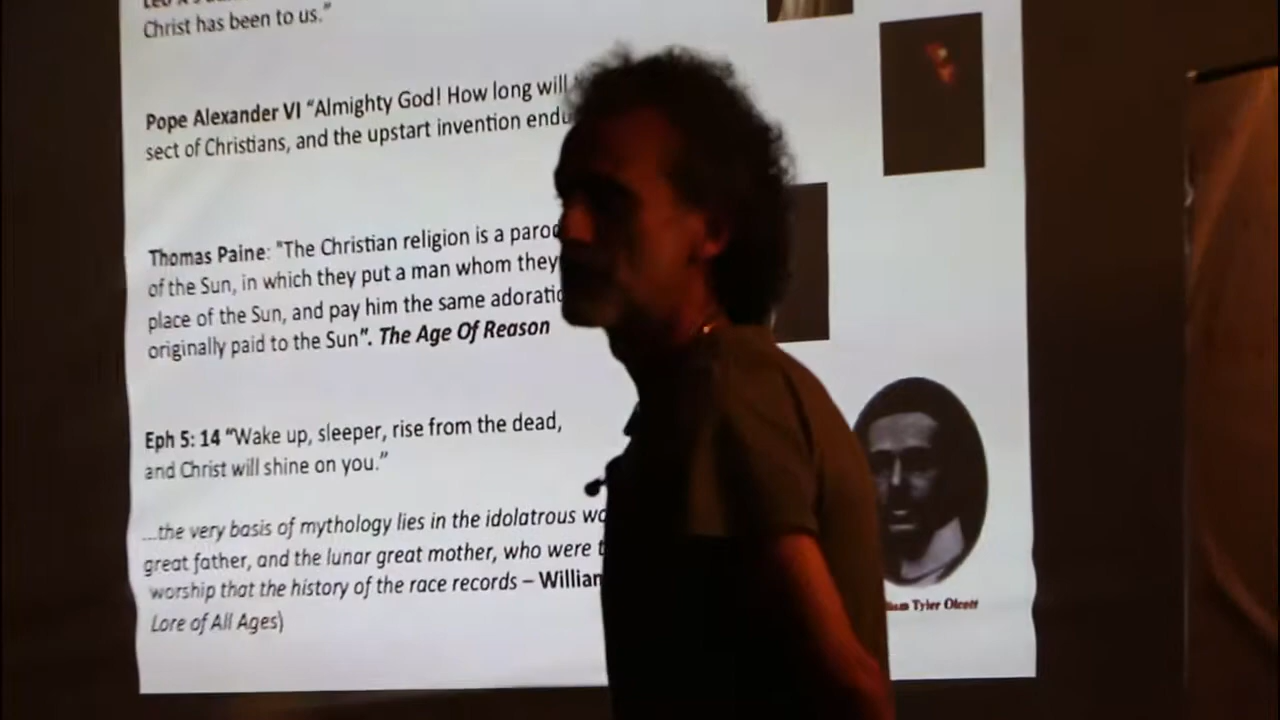 Christ has been to us."
Pope Alexander VI "Almighty God! How long will
sect of Christians, and the upstart invention endu
Thomas Paine: "The Christian religion is a parod
of the Sun, in which they put a man whom they
place of the Sun, and pay him the same adoratio
originally paid to the Sun". The Age Of Reason
Eph 5: 14 "Wake up, sleeper, rise from the dead,
and Christ will shine on you."
...the very basis of mythology lies in the idolatrous wo
great father, and the lunar great mother, who were t
worship that the history of the race records – William
Lore of All Ages)
Tyler Olcott